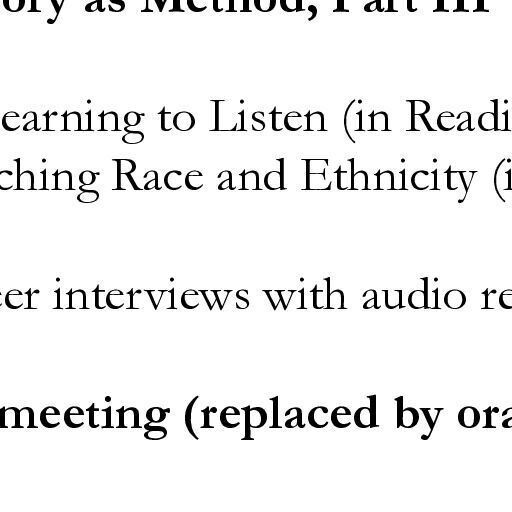 ory as Method, Part III
earning to Listen (in Readi
ching Race and Ethnicity (i
eer interviews with audio re
meeting (replaced by ora